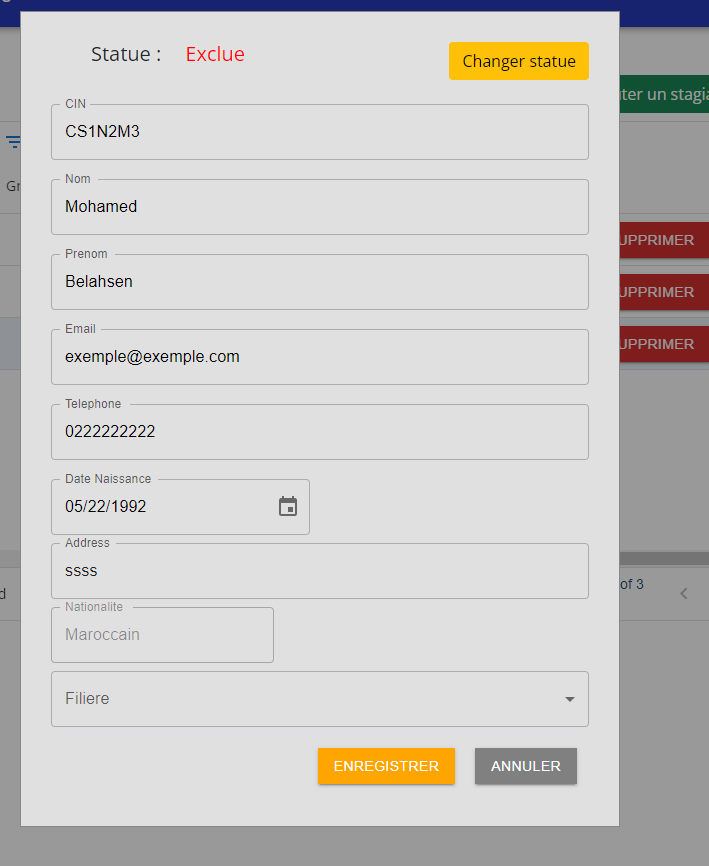 Statue : Exclue
Changer statue
CIN
CS1N2M3
Nom
Mohamed
Prenom
Belahsen
Email
exemple@exemple.com
Telephone
0222222222
Date Naissance
05/22/1992
Address
ssss
Nationalite
Maroccain
Filiere
ENREGISTRER
ANNULER
uter un stagia
Gr
UPPRIMER
UPPRIMER
UPPRIMER
d
of 3